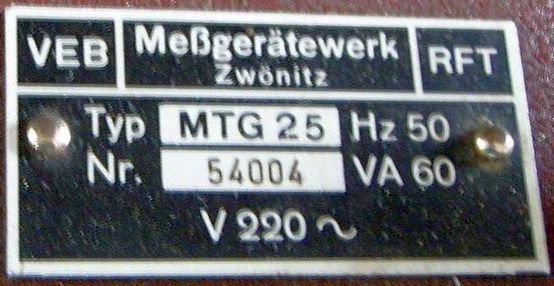 VEB Meßgerätewerk RFT
Zwönitz
Typ MTG 25 Hz 50
Nr. 54004 VA 60
V 220 ~